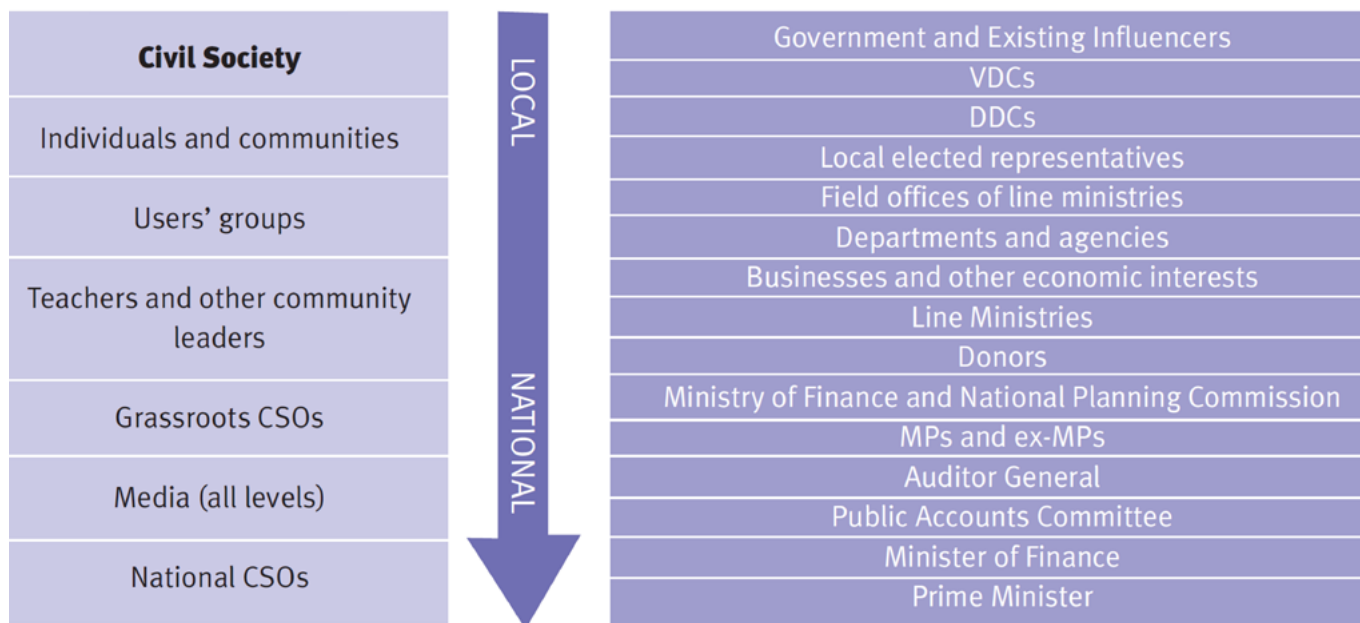 Civil Society
Individuals and communities
Users’ groups
Teachers and other community
leaders
Grassroots CSOs
Media (all levels)
National CSOs
LOCAL
NATIONAL
Government and Existing Influencers
VDCs
DDCs
Local elected representatives
Field offices of line ministries
Departments and agencies
Businesses and other economic interests
Line Ministries
Donors
Ministry of Finance and National Planning Commission
MPs and ex-MPs
Auditor General
Public Accounts Committee
Minister of Finance
Prime Minister